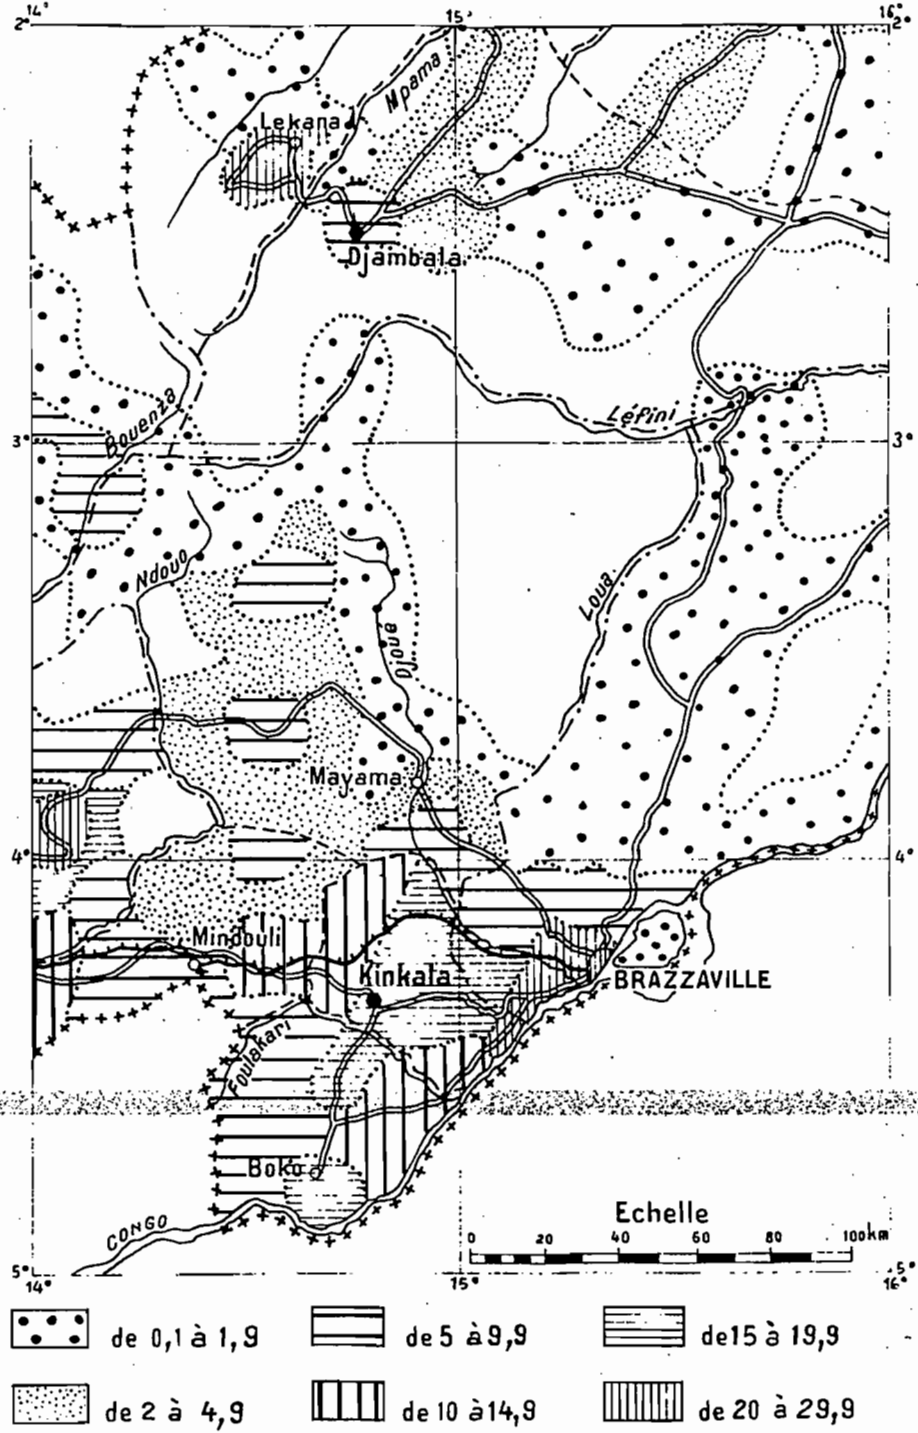 14° 15° 16°
2° 2°
Mpama
Lekana
Djambala
Bouenza
Léfini
3°
Ndouo
Loua
Djoue
Mayama
4°
Mindouli
Kinkala
BRAZZAVILLE
Foulakari
Boko
CONGO
Echelle
0 20 40 60 80 100km
5° 5°
14° 15° 16°
de 0,1 à 1,9 de 5 à 9,9 de 15 à 19,9
de 2 à 4,9 de 10 à 14,9 de 20 à 29,9